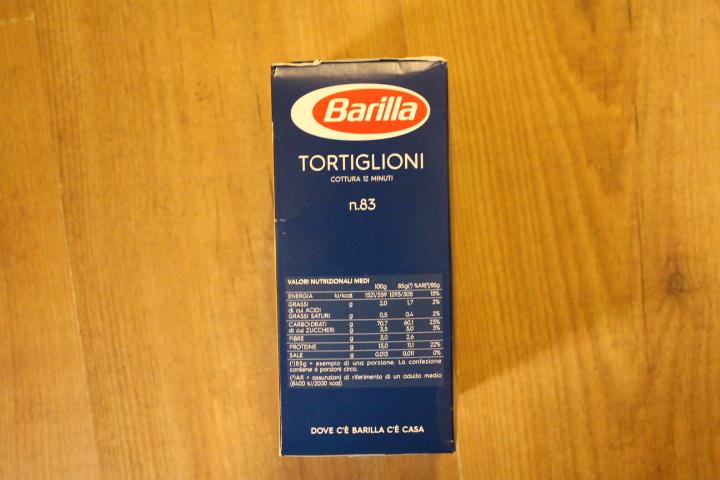 Barilla
TORTIGLIONI
COTTURA 12 MINUTI
n.83
VALORI NUTRIZIONALI MEDI
100g 85g(*) %AR(²)/85g
ENERGIA kJ/kcal 1521/359 1293/305 15%
GRASSI g 2,0 1,7 2%
di cui ACIDI
GRASSI SATURI g 0,5 0,4 2%
CARBOIDRATI g 70,7 60,1 23%
di cui ZUCCHERI g 3,5 3,0 3%
FIBRE g 3,0 2,6
PROTEINE g 13,0 11,1 22%
SALE g 0,013 0,011 0%
(*)85g = esempio di una porzione. La confezione
contiene 6 porzioni circa.
(²)AR = assunzioni di riferimento di un adulto medio
(8400 kJ/2000 kcal).
DOVE C'È BARILLA C'È CASA